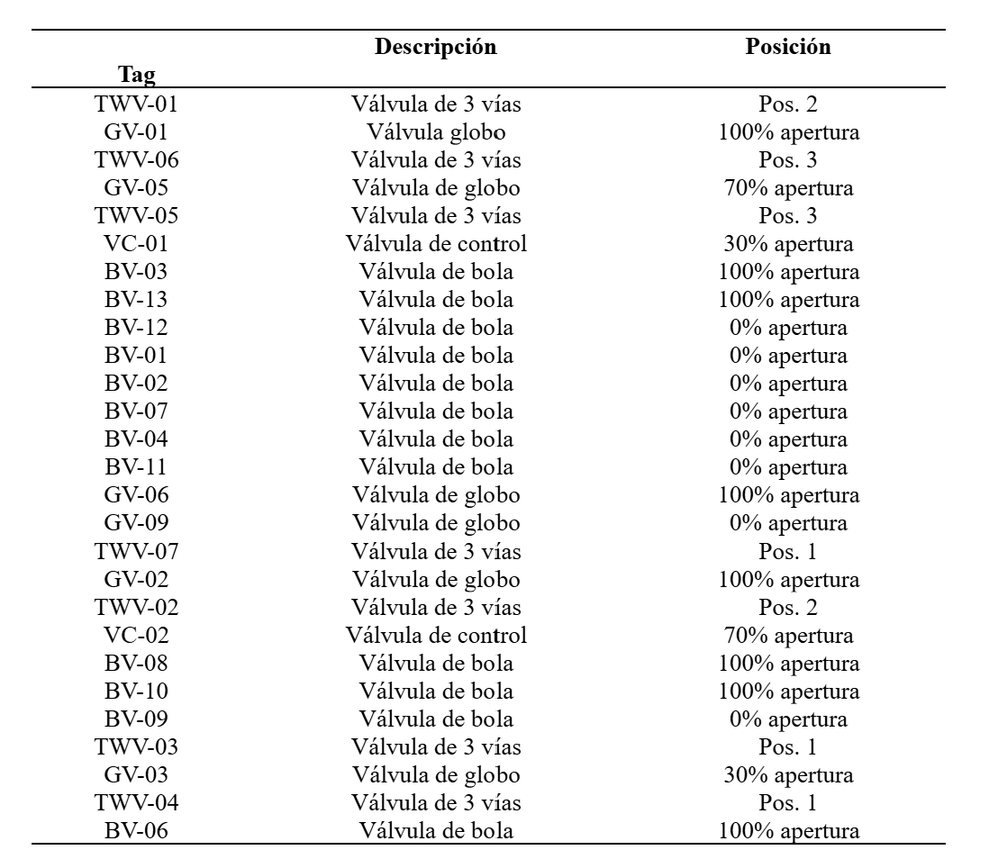 Descripción Posición
Tag
TWV-01 Válvula de 3 vías Pos. 2
GV-01 Válvula globo 100% apertura
TWV-06 Válvula de 3 vías Pos. 3
GV-05 Válvula de globo 70% apertura
TWV-05 Válvula de 3 vías Pos. 3
VC-01 Válvula de control 30% apertura
BV-03 Válvula de bola 100% apertura
BV-13 Válvula de bola 100% apertura
BV-12 Válvula de bola 0% apertura
BV-01 Válvula de bola 0% apertura
BV-02 Válvula de bola 0% apertura
BV-07 Válvula de bola 0% apertura
BV-04 Válvula de bola 0% apertura
BV-11 Válvula de bola 0% apertura
GV-06 Válvula de globo 100% apertura
GV-09 Válvula de globo 0% apertura
TWV-07 Válvula de 3 vías Pos. 1
GV-02 Válvula de globo 100% apertura
TWV-02 Válvula de 3 vías Pos. 2
VC-02 Válvula de control 70% apertura
BV-08 Válvula de bola 100% apertura
BV-10 Válvula de bola 100% apertura
BV-09 Válvula de bola 0% apertura
TWV-03 Válvula de 3 vías Pos. 1
GV-03 Válvula de globo 30% apertura
TWV-04 Válvula de 3 vías Pos. 1
BV-06 Válvula de bola 100% apertura